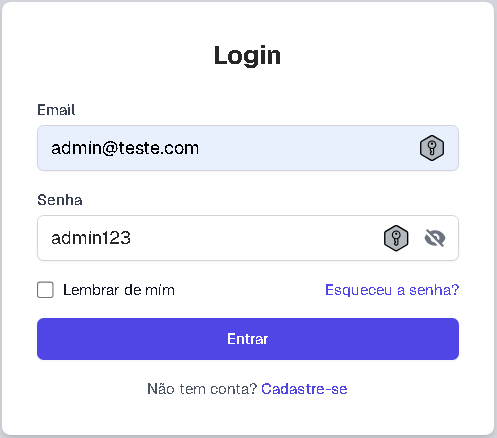 Login
Email
admin@teste.com
Senha
admin123
Lembrar de mim Esqueceu a senha?
Entrar
Não tem conta? Cadastre-se